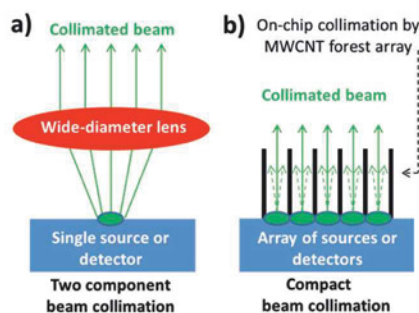 a)
Collimated beam
Wide-diameter lens
Single source or
detector
Two component
beam collimation
b)
On-chip collimation by
MWCNT forest array
Collimated beam
Array of sources or
detectors
Compact
beam collimation